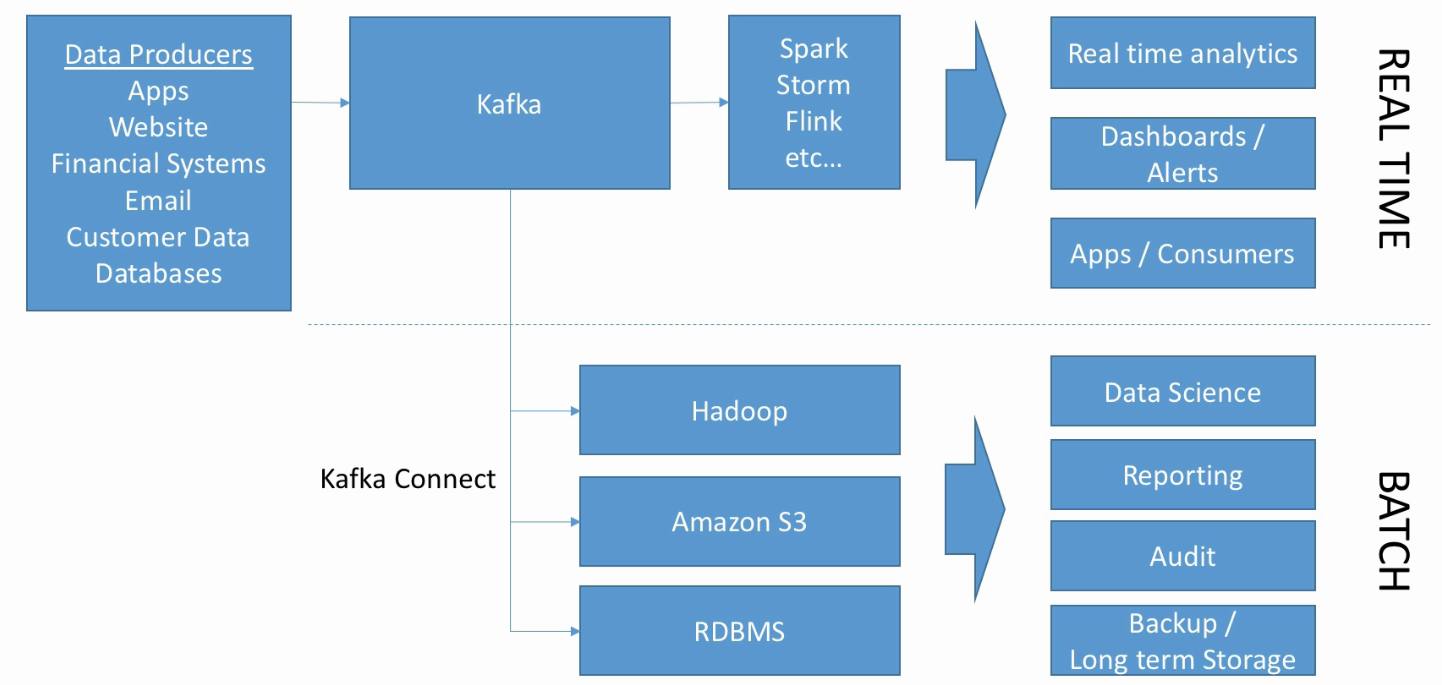 Data Producers
Apps
Website
Financial Systems
Email
Customer Data
Databases
Kafka
Spark
Storm
Flink
etc...
Real time analytics
Dashboards /
Alerts
Apps / Consumers
REAL TIME
Kafka Connect
Hadoop
Amazon S3
RDBMS
Data Science
Reporting
Audit
Backup /
Long term Storage
BATCH